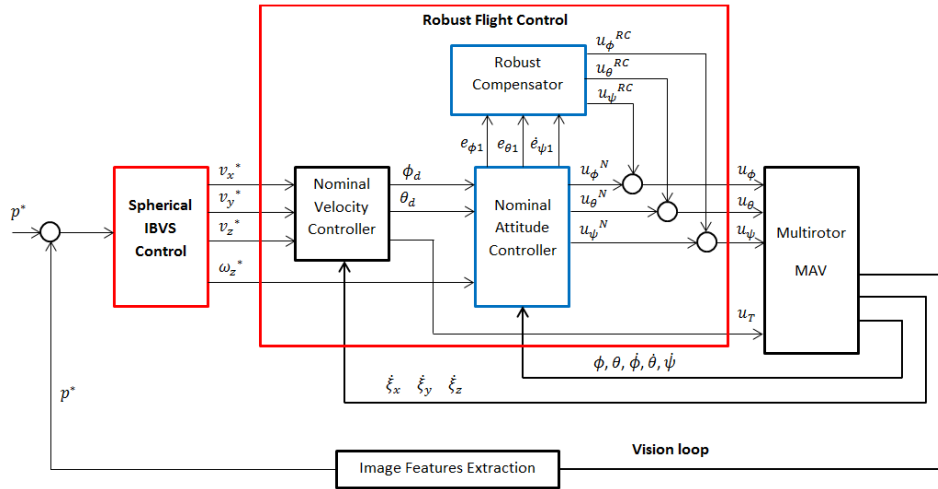 Robust Flight Control
Robust
Compensator
u_ϕ^RC
u_θ^RC
u_ψ^RC
e_ϕ1 e_θ1 ė_ψ1
p^*
Spherical
IBVS
Control
v_x^*
v_y^*
v_z^*
ω_z^*
Nominal
Velocity
Controller
ϕ_d
θ_d
Nominal
Attitude
Controller
u_ϕ^N
u_θ^N
u_ψ^N
u_ϕ
u_θ
u_ψ
u_T
Multirotor
MAV
ϕ, θ, ϕ̇, θ̇, ψ̇
ξ̇_x ξ̇_y ξ̇_z
p^*
Vision loop
Image Features Extraction